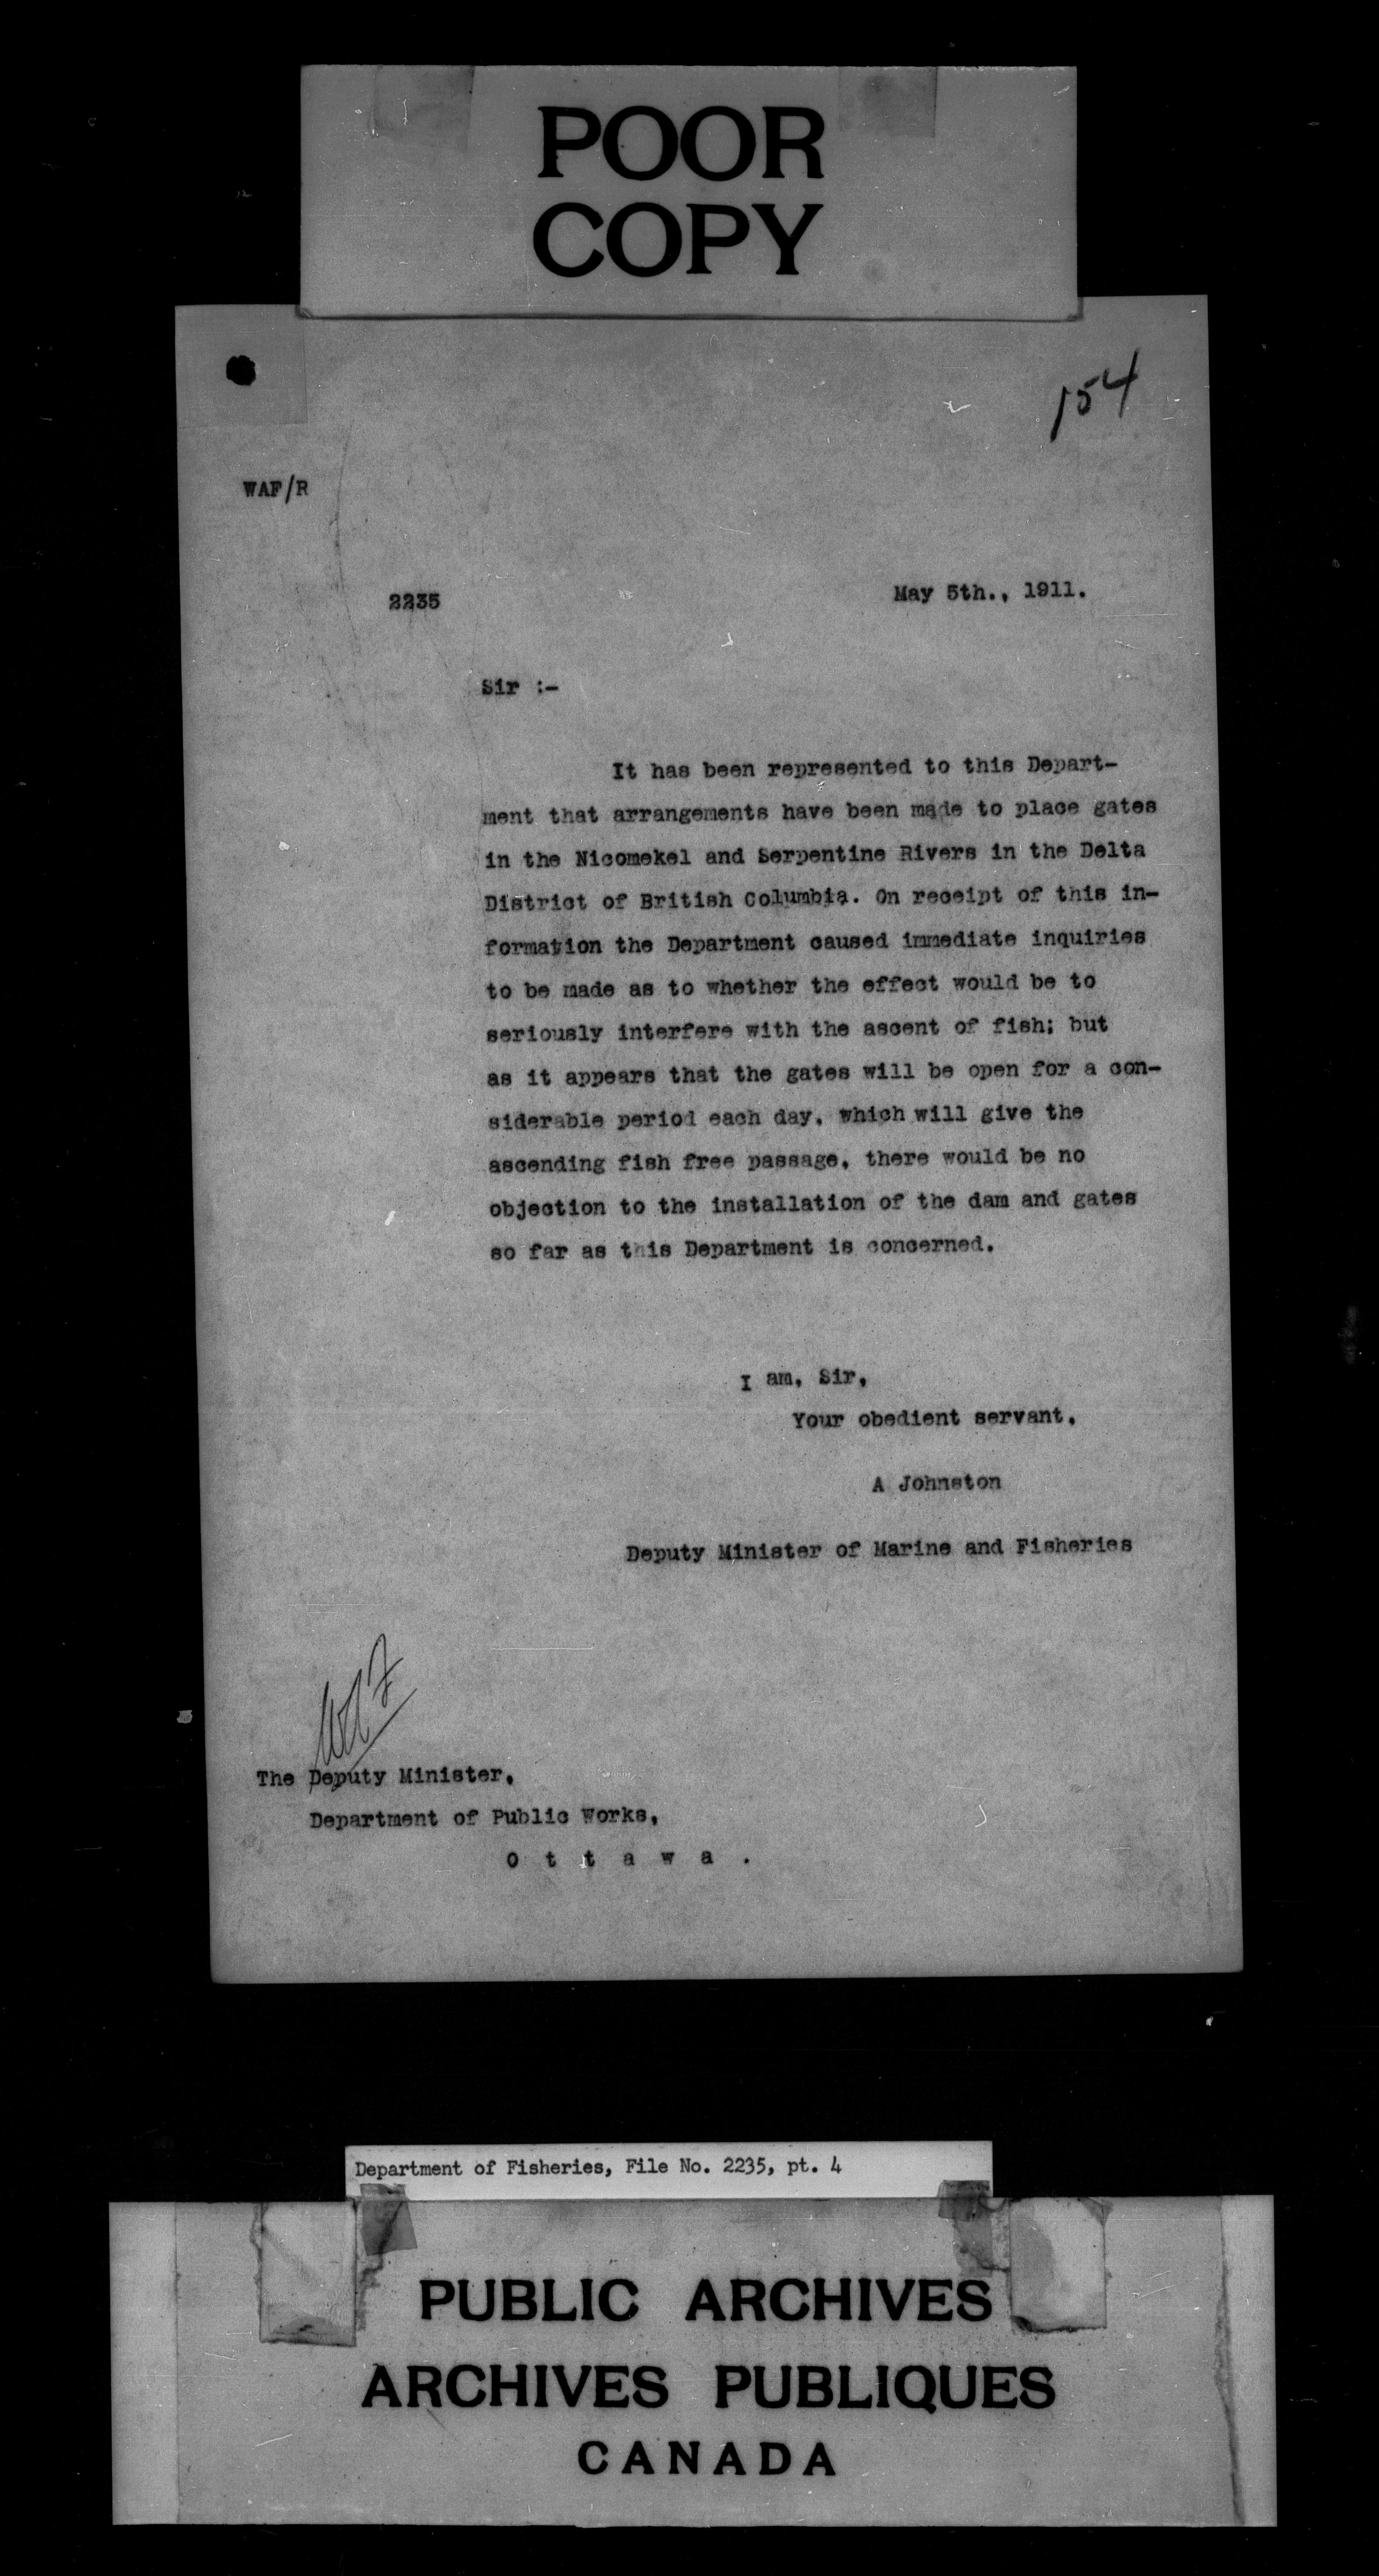 POOR
COPY
154
WAF/R
2235
May 5th., 1911.
Sir :-
It has been represented to this Depart-
ment that arrangements have been made to place gates
in the Nicomekel and Serpentine Rivers in the Delta
District of British Columbia. On receipt of this in-
formation the Department caused immediate inquiries
to be made as to whether the effect would be to
seriously interfere with the ascent of fish; but
as it appears that the gates will be open for a con-
siderable period each day, which will give the
ascending fish free passage, there would be no
objection to the installation of the dam and gates
so far as this Department is concerned.
I am, Sir,
Your obedient servant,
A Johnston
Deputy Minister of Marine and Fisheries
The Deputy Minister,
Department of Public Works,
O t t a w a .
Department of Fisheries, File No. 2235, pt. 4
PUBLIC ARCHIVES
ARCHIVES PUBLIQUES
CANADA